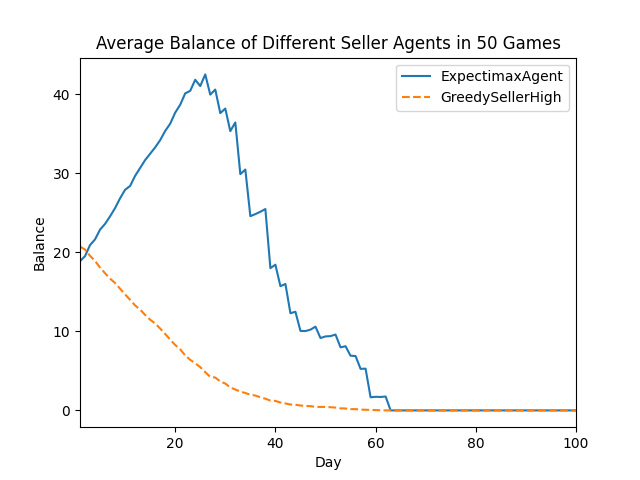 Average Balance of Different Seller Agents in 50 Games
ExpectimaxAgent
GreedySellerHigh
Balance
40
30
20
10
0
20 40 60 80 100
Day